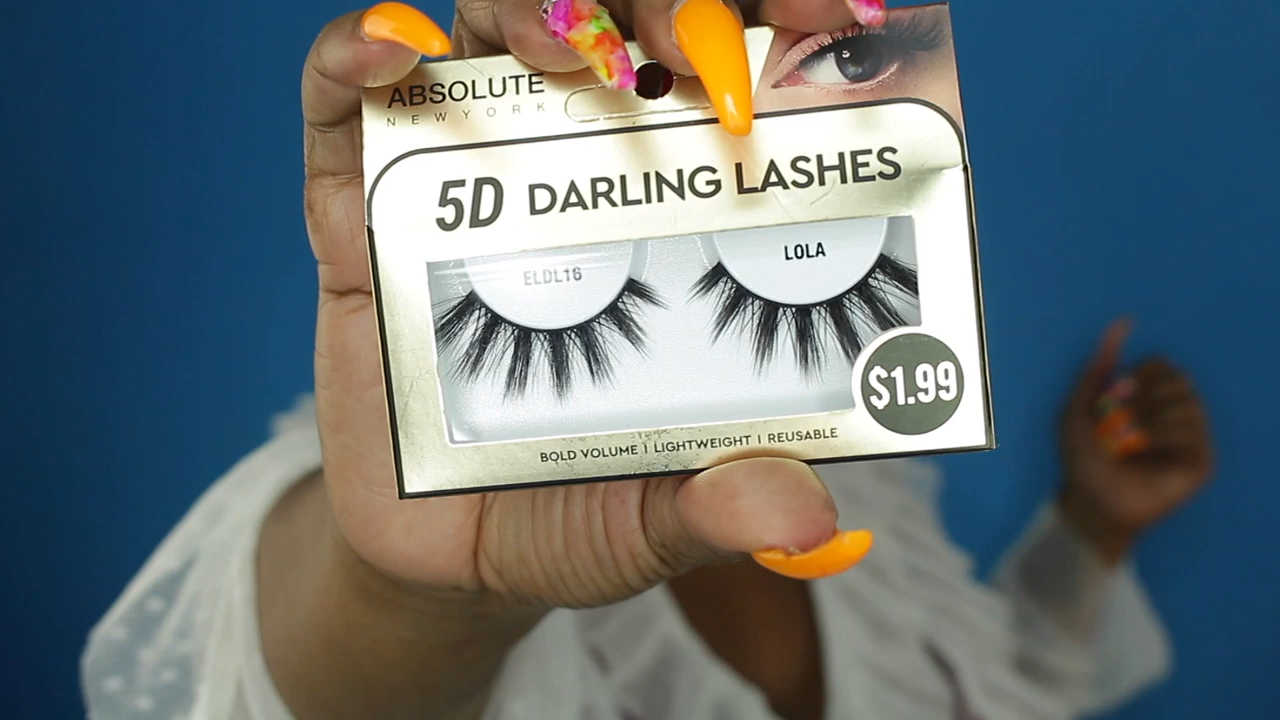 ABSOLUTE
NEW YORK
5D DARLING LASHES
ELDL16
LOLA
$1.99
BOLD VOLUME | LIGHTWEIGHT | REUSABLE